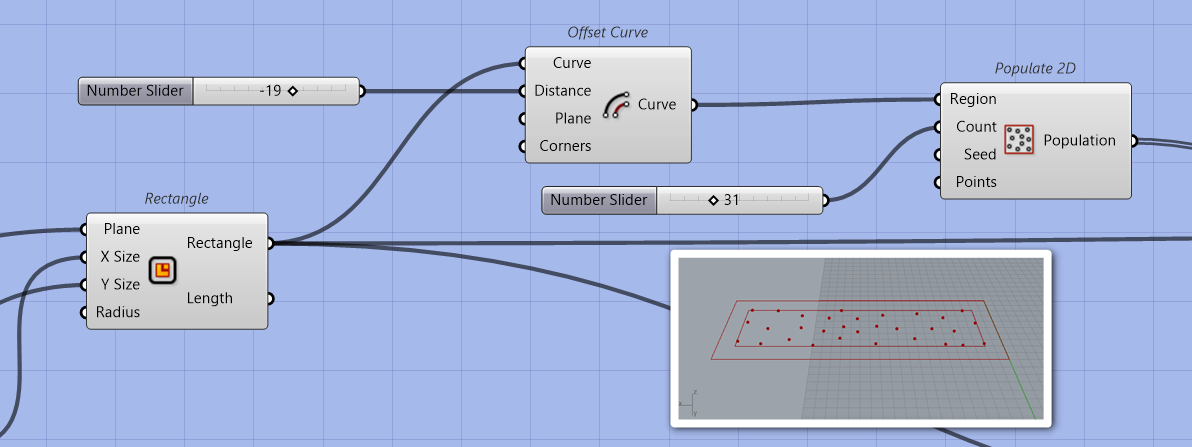 Offset Curve
Curve
Number Slider -19
Distance
Curve
Plane
Corners
Populate 2D
Region
Count
Population
Seed
Points
Number Slider 31
Rectangle
Plane
Rectangle
X Size
Y Size
Length
Radius